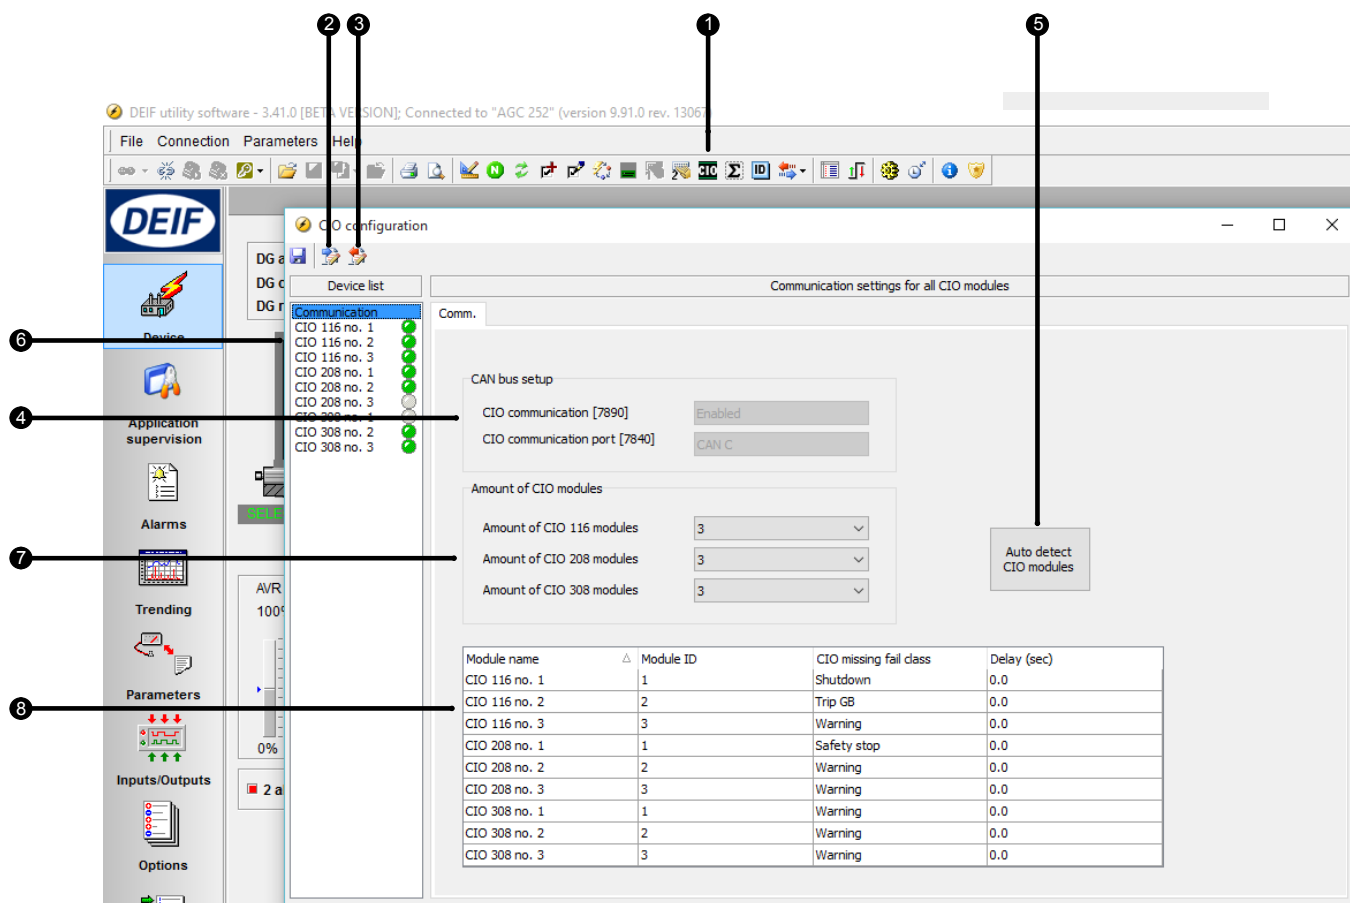 2 3 1 5
DEIF utility software - 3.41.0 [BETA VERSION]; Connected to "AGC 252" (version 9.91.0 rev. 13067)
File Connection Parameters Help
N CIO Σ ID
DEIF
CIO configuration
DG a
DG c
DG r
Device list
Communication settings for all CIO modules
Communication
CIO 116 no. 1
CIO 116 no. 2
CIO 116 no. 3
CIO 208 no. 1
CIO 208 no. 2
CIO 208 no. 3
CIO 308 no. 1
CIO 308 no. 2
CIO 308 no. 3
Comm.
Device
6
CAN bus setup
4
CIO communication [7890] Enabled
CIO communication port [7840] CAN C
Application
supervision
Amount of CIO modules
Alarms
SELE
Amount of CIO 116 modules 3
7
Amount of CIO 208 modules 3
Amount of CIO 308 modules 3
Auto detect
CIO modules
Trending
AVR
100%
0%
Parameters
8
Module name Module ID CIO missing fail class Delay (sec)
CIO 116 no. 1 1 Shutdown 0.0
CIO 116 no. 2 2 Trip GB 0.0
CIO 116 no. 3 3 Warning 0.0
CIO 208 no. 1 1 Safety stop 0.0
CIO 208 no. 2 2 Warning 0.0
CIO 208 no. 3 3 Warning 0.0
CIO 308 no. 1 1 Warning 0.0
CIO 308 no. 2 2 Warning 0.0
CIO 308 no. 3 3 Warning 0.0
Inputs/Outputs
2 a
Options